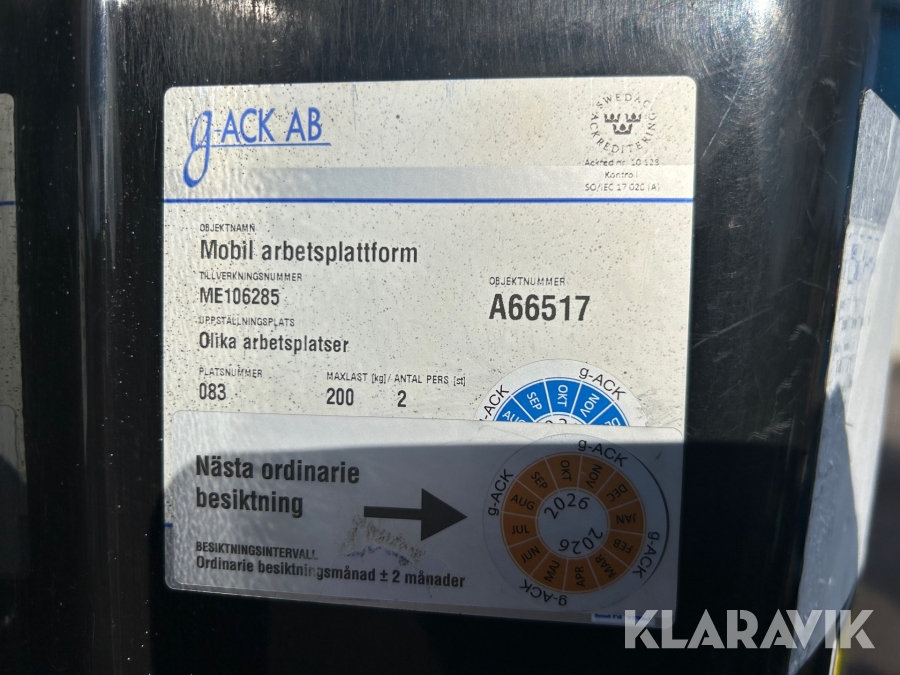 g-ACK AB
SWEDAC
ACKREDITERING
Ackred nr. 10 128
Kontroll
SO/IEC 17 020 (A)
OBJEKTNAMN
Mobil arbetsplattform
TILLVERKNINGSNUMMER
ME106285
OBJEKTNUMMER
A66517
UPPSTÄLLNINGSPLATS
Olika arbetsplatser
PLATSNUMMER
083
MAXLAST [kg] / ANTAL PERS [st]
200 2
g-ACK
AUG SEP OKT NOV
Nästa ordinarie
besiktning
g-ACK
JAN FEB MAR APR MAJ JUN JUL AUG SEP OKT NOV DEC
2026
2026
g-ACK
g-ACK
g-ACK
BESIKTNINGSINTERVALL
Ordinarie besiktningsmånad ± 2 månader
KLARAVIK